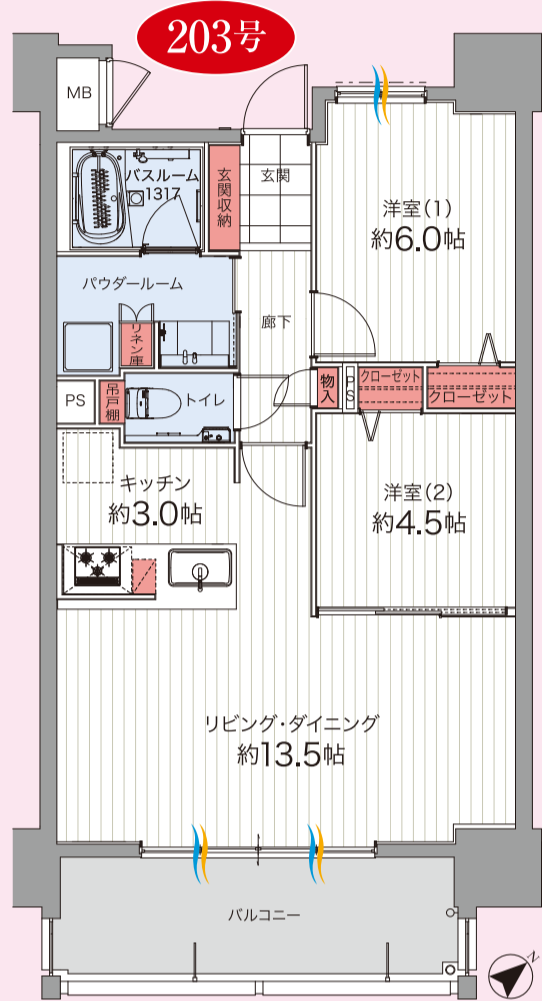 203号
MB
バスルーム
1317
玄関収納
玄関
洋室(1)
約6.0帖
パウダールーム
リネン庫
廊下
PS
吊戸棚
トイレ
物入
PS
クローゼット
クローゼット
キッチン
約3.0帖
洋室(2)
約4.5帖
リビング・ダイニング
約13.5帖
バルコニー
N